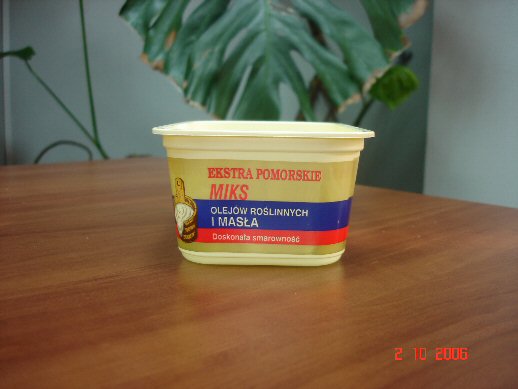 EKSTRA POMORSKIE
MIKS
OLEJÓW ROŚLINNYCH
I MASŁA
Doskonała smarowność
2 10 2006